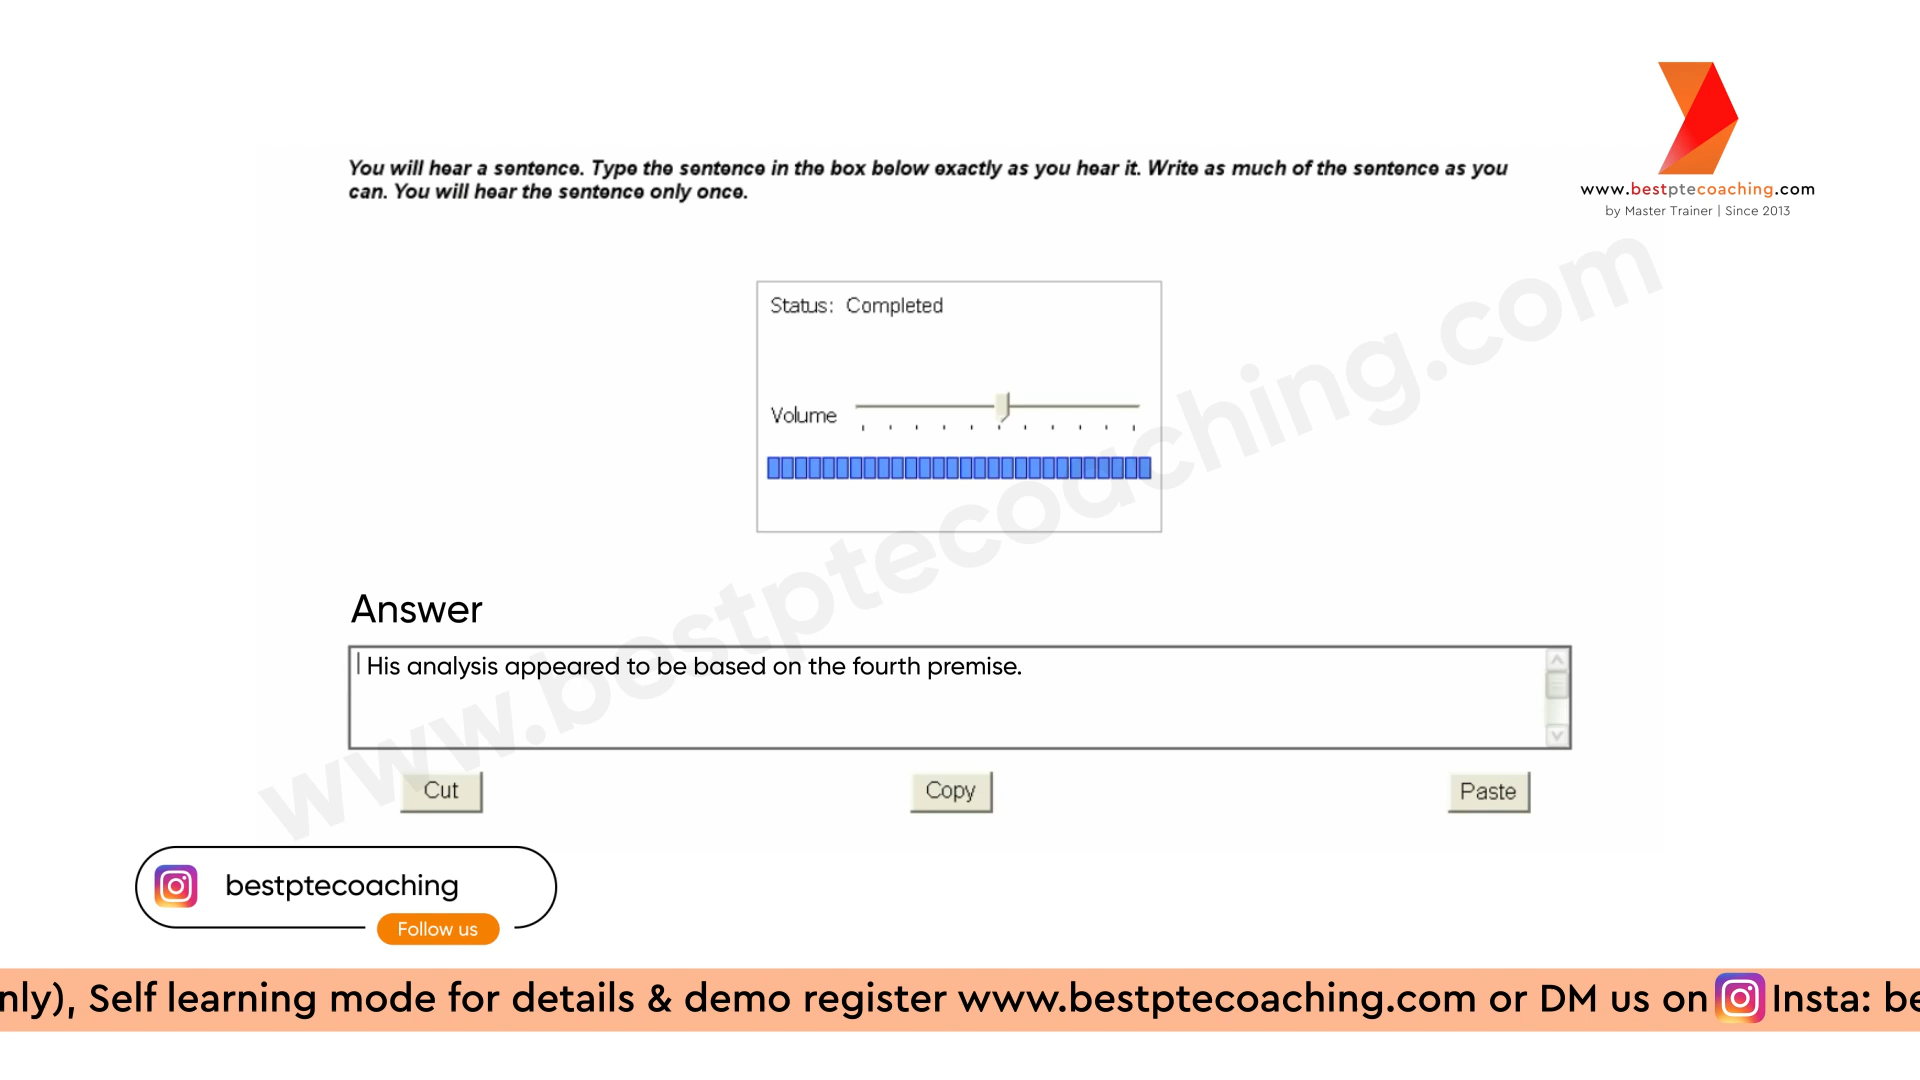 www.bestptecoaching.com
by Master Trainer | Since 2013
You will hear a sentence. Type the sentence in the box below exactly as you hear it. Write as much of the sentence as you
can. You will hear the sentence only once.
Status: Completed
Volume
www.bestptecoaching.com
Answer
His analysis appeared to be based on the fourth premise.
Cut
Copy
Paste
bestptecoaching
Follow us
nly), Self learning mode for details & demo register www.bestptecoaching.com or DM us on Insta: be